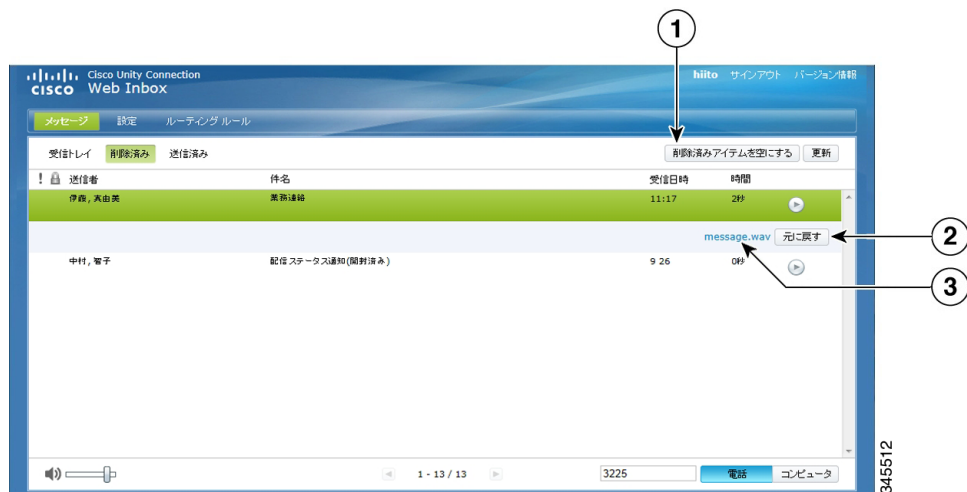 1
Cisco Unity Connection
hiito サインアウト バージョン情報
CISCO Web Inbox
メッセージ 設定 ルーティング ルール
受信トレイ 削除済み 送信済み 削除済みアイテムを空にする 更新
! 送信者 件名 受信日時 時間
伊藤, 真由美 業務連絡 11:17 2秒
message.wav 元に戻す 2
中村, 智子 配信ステータス通知(開封済み) 9 26 0秒
3
1 - 13 / 13 3225 電話 コンピュータ
345512